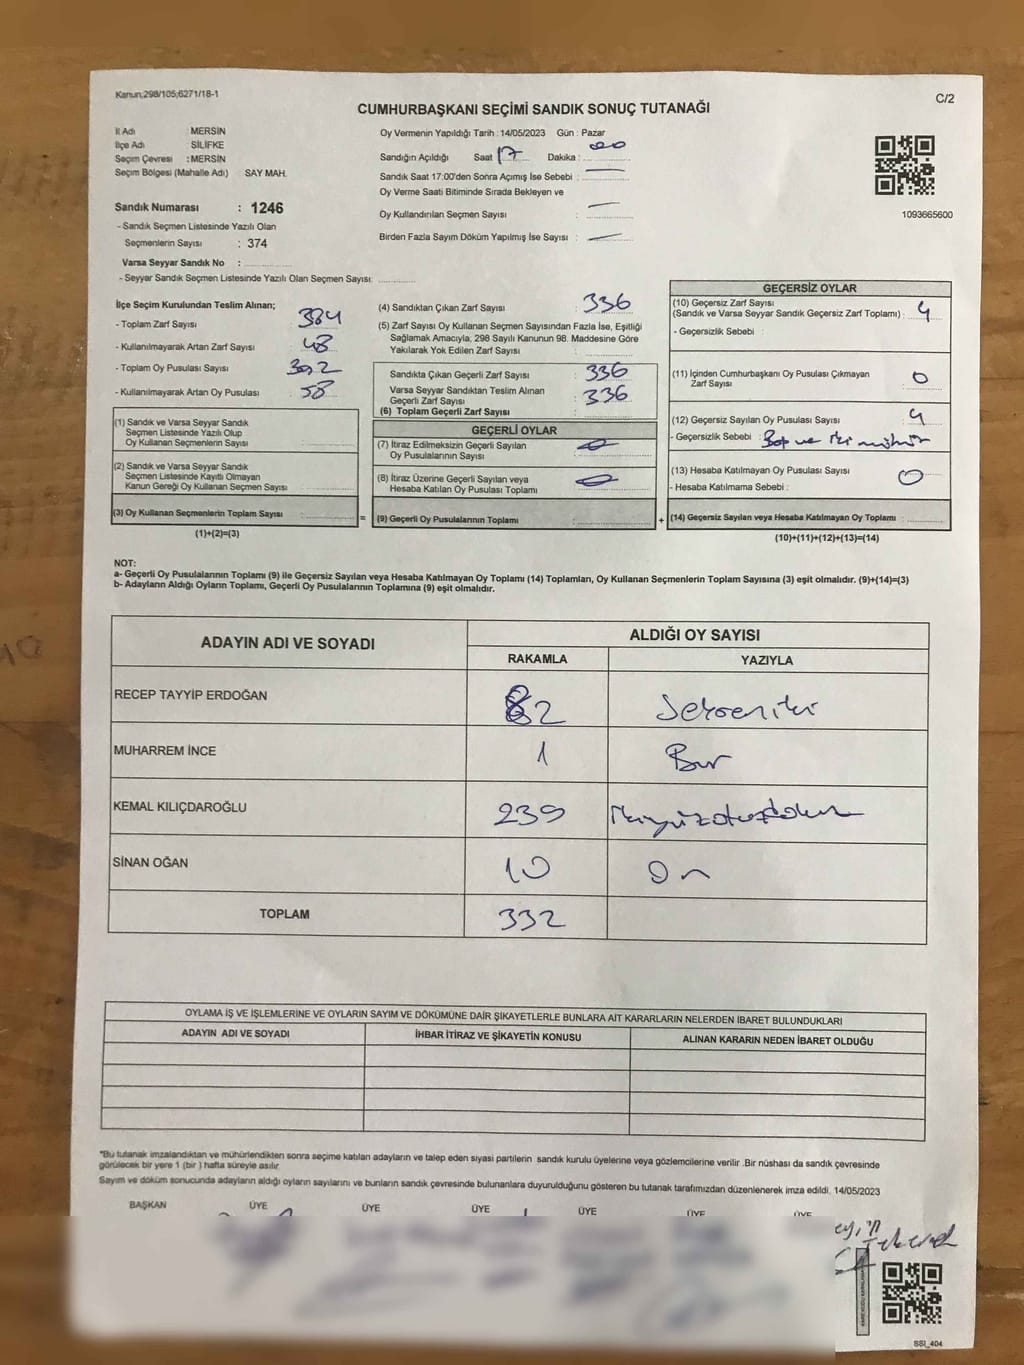 Kanun:298/105;6271/18-1
CUMHURBAŞKANI SEÇİMİ SANDIK SONUÇ TUTANAĞI
C/2
İl Adı : MERSİN
İlçe Adı : SİLİFKE
Seçim Çevresi : MERSİN
Seçim Bölgesi (Mahalle Adı) SAY MAH.
Sandık Numarası : 1246
- Sandık Seçmen Listesinde Yazılı Olan
Seçmenlerin Sayısı : 374
Varsa Seyyar Sandık No :
- Seyyar Sandık Seçmen Listesinde Yazılı Olan Seçmen Sayısı:
Oy Vermenin Yapıldığı Tarih : 14/05/2023 Gün : Pazar
Sandığın Açıldığı Saat 17 Dakika : 00
Sandık Saat 17:00'den Sonra Açımış İse Sebebi : —
Oy Verme Saati Bitiminde Sırada Bekleyen ve
Oy Kullandırılan Seçmen Sayısı : —
Birden Fazla Sayım Döküm Yapılmış İse Sayısı : —
1093665600
İlçe Seçim Kurulundan Teslim Alınan;
- Toplam Zarf Sayısı 384
- Kullanılmayarak Artan Zarf Sayısı 48
- Toplam Oy Pusulası Sayısı
- Kullanılmayarak Artan Oy Pusulası 58
(1) Sandık ve Varsa Seyyar Sandık
Seçmen Listesinde Yazılı Olup
Oy Kullanan Seçmenlerin Sayısı :
(2) Sandık ve Varsa Seyyar Sandık
Seçmen Listesinde Kayıtlı Olmayan
Kanun Gereği Oy Kullanan Seçmen Sayısı :
(3) Oy Kullanan Seçmenlerin Toplam Sayısı :
(1)+(2)=(3)
(4) Sandıktan Çıkan Zarf Sayısı : 336
(5) Zarf Sayısı Oy Kullanan Seçmen Sayısından Fazla İse, Eşitliği
Sağlamak Amacıyla, 298 Sayılı Kanunun 98. Maddesine Göre
Yakılarak Yok Edilen Zarf Sayısı :
Sandıkta Çıkan Geçerli Zarf Sayısı : 336
Varsa Seyyar Sandıktan Teslim Alınan
Geçerli Zarf Sayısı : 336
(6) Toplam Geçerli Zarf Sayısı :
GEÇERLİ OYLAR
(7) İtiraz Edilmeksizin Geçerli Sayılan
Oy Pusulalarının Sayısı : 0
(8) İtiraz Üzerine Geçerli Sayılan veya
Hesaba Katılan Oy Pusulası Toplamı : 0
= (9) Geçerli Oy Pusulalarının Toplamı :
GEÇERSİZ OYLAR
(10) Geçersiz Zarf Sayısı
(Sandık ve Varsa Seyyar Sandık Geçersiz Zarf Toplamı) : 4
- Geçersizlik Sebebi :
(11) İçinden Cumhurbaşkanı Oy Pusulası Çıkmayan
Zarf Sayısı : 0
(12) Geçersiz Sayılan Oy Pusulası Sayısı : 4
- Geçersizlik Sebebi : Boş ve iki mühür
(13) Hesaba Katılmayan Oy Pusulası Sayısı : 0
- Hesaba Katılmama Sebebi :
+ (14) Geçersiz Sayılan veya Hesaba Katılmayan Oy Toplamı :
(10)+(11)+(12)+(13)=(14)
NOT:
a- Geçerli Oy Pusulalarının Toplamı (9) ile Geçersiz Sayılan veya Hesaba Katılmayan Oy Toplamı (14) Toplamları, Oy Kullanan Seçmenlerin Toplam Sayısına (3) eşit olmalıdır. (9)+(14)=(3)
b- Adayların Aldığı Oyların Toplamı, Geçerli Oy Pusulalarının Toplamına (9) eşit olmalıdır.
ADAYIN ADI VE SOYADI ALDIĞI OY SAYISI
RAKAMLA YAZIYLA
RECEP TAYYİP ERDOĞAN 82 Sekseniki
MUHARREM İNCE 1 Bir
KEMAL KILIÇDAROĞLU 239 İkiyüzotuzdokuz
SİNAN OĞAN 10 On
TOPLAM 332
OYLAMA İŞ VE İŞLEMLERİNE VE OYLARIN SAYIM VE DÖKÜMÜNE DAİR ŞİKAYETLERLE BUNLARA AİT KARARLARIN NELERDEN İBARET BULUNDUKLARI
ADAYIN ADI VE SOYADI İHBAR İTİRAZ VE ŞİKAYETİN KONUSU ALINAN KARARIN NEDEN İBARET OLDUĞU
"Bu tutanak imzalandıktan ve mühürlendikten sonra seçime katılan adayların ve talep eden siyasi partilerin sandık kurulu üyelerine veya gözlemcilerine verilir .Bir nüshası da sandık çevresinde
görülecek bir yere 1 (bir ) hafta süreyle asılır.
Sayım ve döküm sonucunda adayların aldığı oyların sayılarını ve bunların sandık çevresinde bulunanlara duyurulduğunu gösteren bu tutanak tarafımızdan düzenlenerek imza edildi. 14/05/2023
BAŞKAN ÜYE ÜYE ÜYE ÜYE ÜYE ÜYE
SSI_404